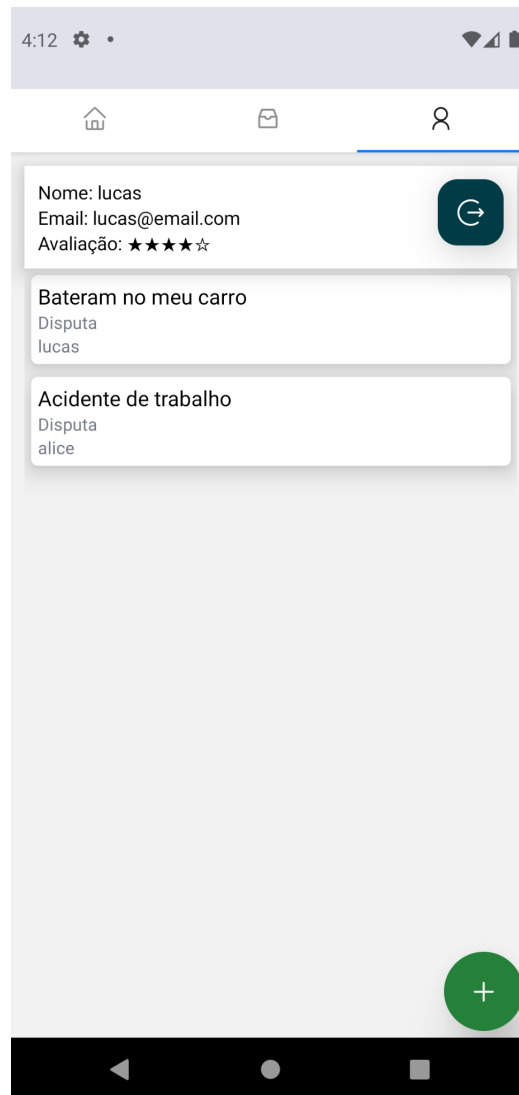 4:12
Nome: lucas
Email: lucas@email.com
Avaliação: ★★★★☆
Bateram no meu carro
Disputa
lucas
Acidente de trabalho
Disputa
alice